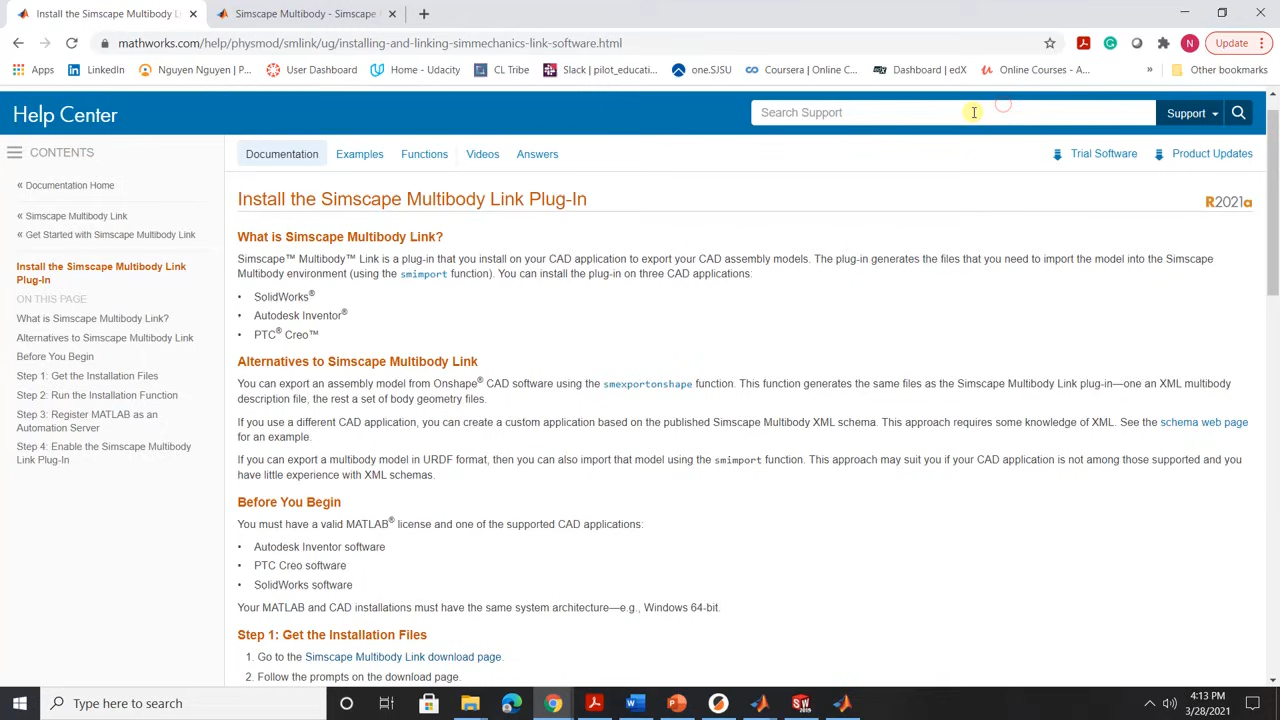 Install the Simscape Multibody L
Simscape Multibody - Simscape
mathworks.com/help/physmod/smlink/ug/installing-and-linking-simmechanics-link-software.html
Update
Apps
LinkedIn
Nguyen Nguyen | P...
User Dashboard
Home - Udacity
CL Tribe
Slack | pilot_educati...
one.SJSU
Coursera | Online C...
Dashboard | edX
Online Courses - A...
»
Other bookmarks
Help Center
Search Support
Support
CONTENTS
Documentation
Examples
Functions
Videos
Answers
Trial Software
Product Updates
« Documentation Home
« Simscape Multibody Link
« Get Started with Simscape Multibody Link
Install the Simscape Multibody Link
Plug-In
ON THIS PAGE
What is Simscape Multibody Link?
Alternatives to Simscape Multibody Link
Before You Begin
Step 1: Get the Installation Files
Step 2: Run the Installation Function
Step 3: Register MATLAB as an
Automation Server
Step 4: Enable the Simscape Multibody
Link Plug-In
Install the Simscape Multibody Link Plug-In
R2021a
What is Simscape Multibody Link?
Simscape™ Multibody™ Link is a plug-in that you install on your CAD application to export your CAD assembly models. The plug-in generates the files that you need to import the model into the Simscape
Multibody environment (using the smimport function). You can install the plug-in on three CAD applications:
• SolidWorks®
• Autodesk Inventor®
• PTC® Creo™
Alternatives to Simscape Multibody Link
You can export an assembly model from Onshape® CAD software using the smexportonshape function. This function generates the same files as the Simscape Multibody Link plug-in—one an XML multibody
description file, the rest a set of body geometry files.
If you use a different CAD application, you can create a custom application based on the published Simscape Multibody XML schema. This approach requires some knowledge of XML. See the schema web page
for an example.
If you can export a multibody model in URDF format, then you can also import that model using the smimport function. This approach may suit you if your CAD application is not among those supported and you
have little experience with XML schemas.
Before You Begin
You must have a valid MATLAB® license and one of the supported CAD applications:
• Autodesk Inventor software
• PTC Creo software
• SolidWorks software
Your MATLAB and CAD installations must have the same system architecture—e.g., Windows 64-bit.
Step 1: Get the Installation Files
1. Go to the Simscape Multibody Link download page.
2. Follow the prompts on the download page.
Type here to search
4:13 PM
3/28/2021